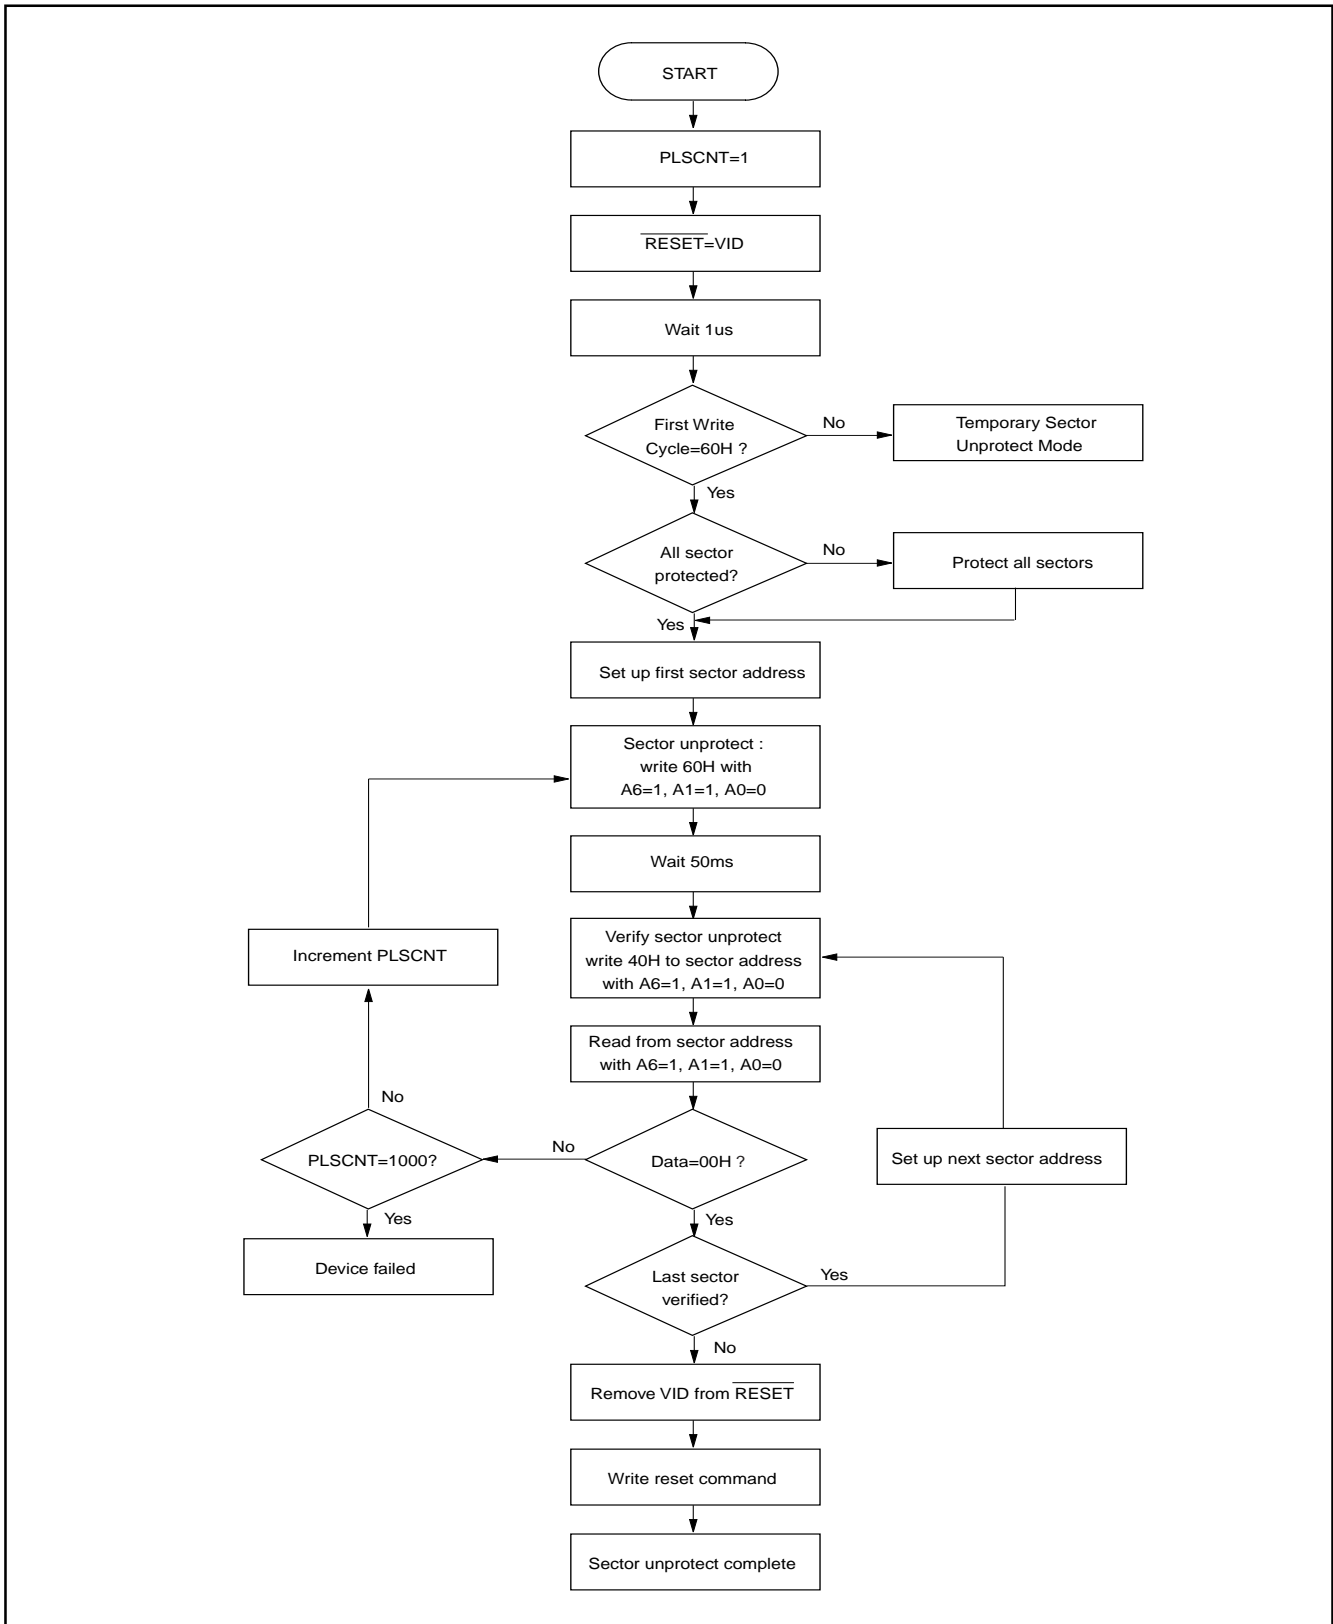 START
PLSCNT=1
RESET=VID
Wait 1us
First Write
Cycle=60H ?
No
Temporary Sector
Unprotect Mode
Yes
All sector
protected?
No
Protect all sectors
Yes
Set up first sector address
Sector unprotect :
write 60H with
A6=1, A1=1, A0=0
Wait 50ms
Increment PLSCNT
Verify sector unprotect
write 40H to sector address
with A6=1, A1=1, A0=0
Read from sector address
with A6=1, A1=1, A0=0
No
PLSCNT=1000?
No
Data=00H ?
Set up next sector address
Yes
Yes
Device failed
Last sector
verified?
Yes
No
Remove VID from RESET
Write reset command
Sector unprotect complete